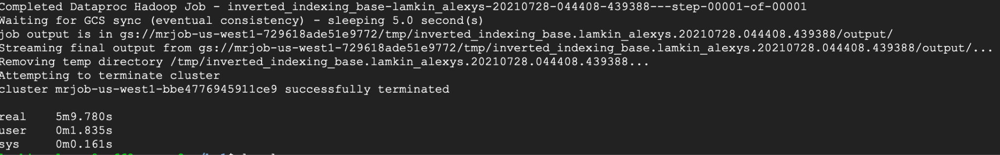 Completed Dataproc Hadoop Job - inverted_indexing_base-lamkin_alexys-20210728-044408-439388---step-00001-of-00001
Waiting for GCS sync (eventual consistency) - sleeping 5.0 second(s)
job output is in gs://mrjob-us-west1-729618ade51e9772/tmp/inverted_indexing_base.lamkin_alexys.20210728.044408.439388/output/
Streaming final output from gs://mrjob-us-west1-729618ade51e9772/tmp/inverted_indexing_base.lamkin_alexys.20210728.044408.439388/output/...
Removing temp directory /tmp/inverted_indexing_base.lamkin_alexys.20210728.044408.439388...
Attempting to terminate cluster
cluster mrjob-us-west1-bbe4776945911ce9 successfully terminated
real 5m9.780s
user 0m1.835s
sys 0m0.161s